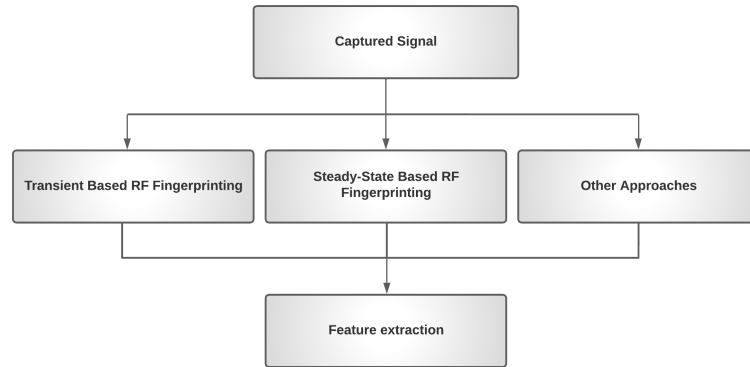 Captured Signal
Transient Based RF Fingerprinting
Steady-State Based RF
Fingerprinting
Other Approaches
Feature extraction